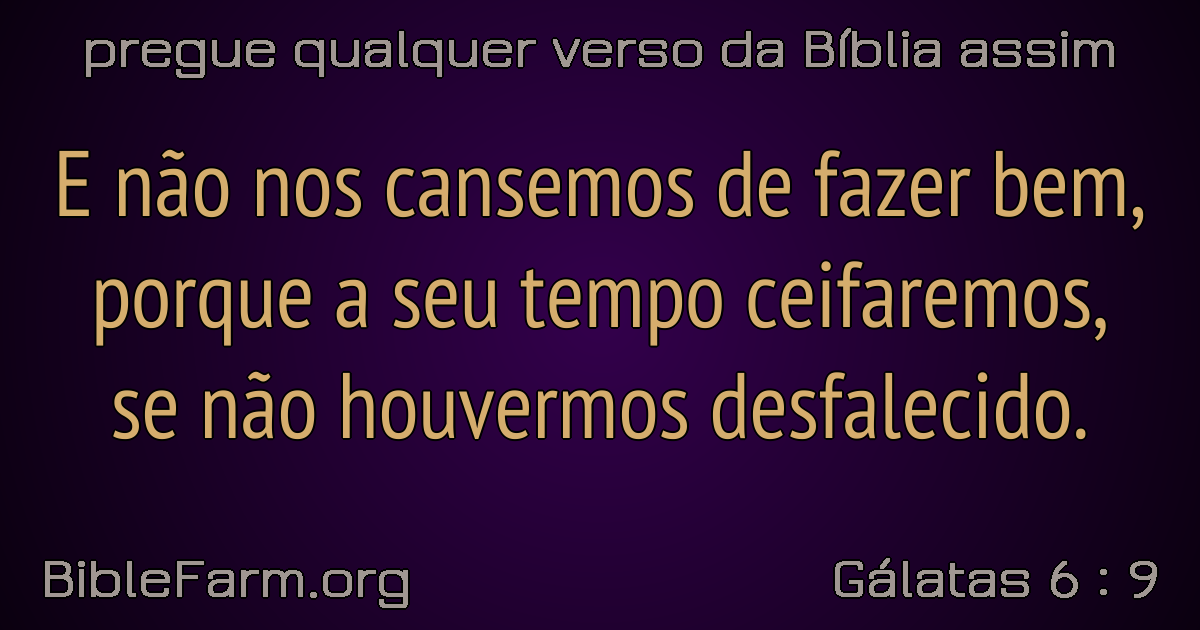 pregue qualquer verso da Bíblia assim
E não nos cansemos de fazer bem,
porque a seu tempo ceifaremos,
se não houvermos desfalecido.
BibleFarm.org
Gálatas 6 : 9